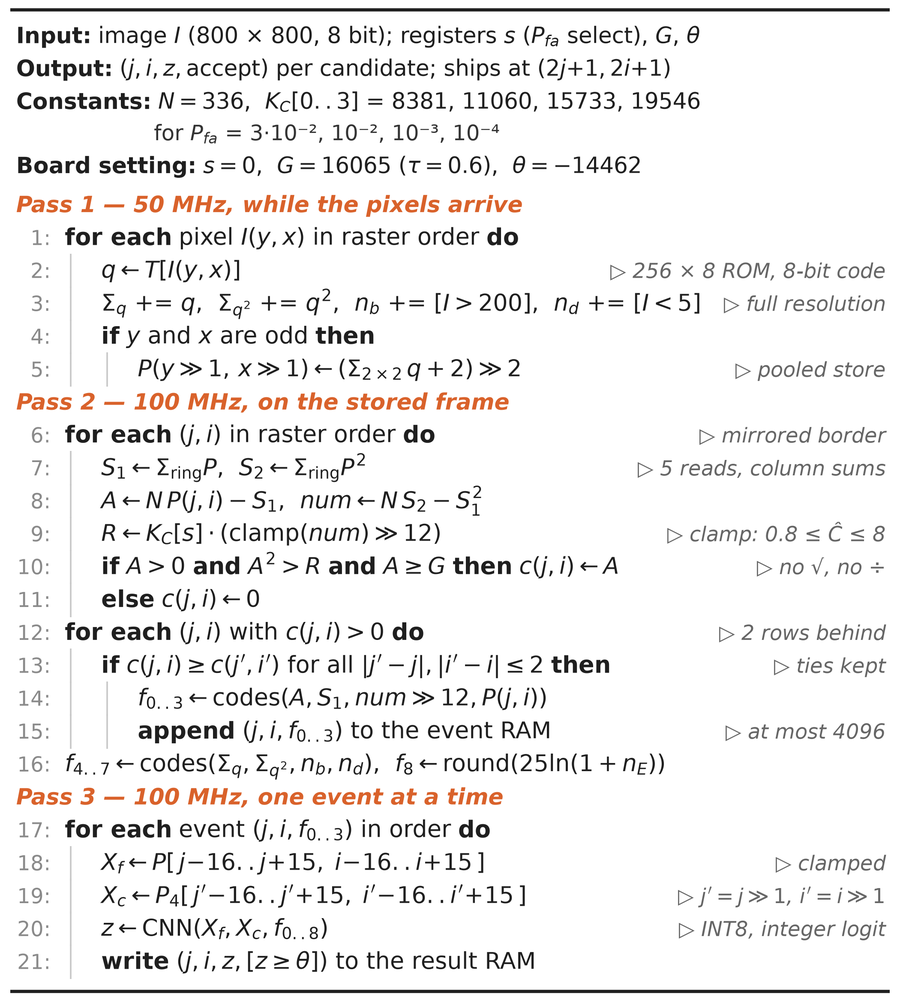 Input: image I (800 × 800, 8 bit); registers s (P_fa select), G, θ
Output: (j, i, z, accept) per candidate; ships at (2j+1, 2i+1)
Constants: N = 336, K_C[0. . 3] = 8381, 11060, 15733, 19546
for P_fa = 3·10⁻², 10⁻², 10⁻³, 10⁻⁴
Board setting: s = 0, G = 16065 (τ = 0.6), θ = −14462
Pass 1 — 50 MHz, while the pixels arrive
1: for each pixel I(y, x) in raster order do
2: q ← T[I(y, x)] ▷ 256 × 8 ROM, 8-bit code
3: Σ_q += q, Σ_q² += q², n_b += [I > 200], n_d += [I < 5] ▷ full resolution
4: if y and x are odd then
5: P(y ≫ 1, x ≫ 1) ← (Σ_2×2 q + 2) ≫ 2 ▷ pooled store
Pass 2 — 100 MHz, on the stored frame
6: for each (j, i) in raster order do ▷ mirrored border
7: S₁ ← Σ_ring P, S₂ ← Σ_ring P² ▷ 5 reads, column sums
8: A ← N P(j, i) − S₁, num ← N S₂ − S₁²
9: R ← K_C[s] · (clamp(num) ≫ 12) ▷ clamp: 0.8 ≤ Ĉ ≤ 8
10: if A > 0 and A² > R and A ≥ G then c(j, i) ← A ▷ no √, no ÷
11: else c(j, i) ← 0
12: for each (j, i) with c(j, i) > 0 do ▷ 2 rows behind
13: if c(j, i) ≥ c(j′, i′) for all |j′ − j|, |i′ − i| ≤ 2 then ▷ ties kept
14: f_0. . 3 ← codes(A, S₁, num ≫ 12, P(j, i))
15: append (j, i, f_0. . 3) to the event RAM ▷ at most 4096
16: f_4. . 7 ← codes(Σ_q, Σ_q², n_b, n_d), f₈ ← round(25ln(1 + n_E))
Pass 3 — 100 MHz, one event at a time
17: for each event (j, i, f_0. . 3) in order do
18: X_f ← P[j−16. . j+15, i−16. . i+15] ▷ clamped
19: X_c ← P₄[j′−16. . j′+15, i′−16. . i′+15] ▷ j′ = j ≫ 1, i′ = i ≫ 1
20: z ← CNN(X_f, X_c, f_0. . 8) ▷ INT8, integer logit
21: write (j, i, z, [z ≥ θ]) to the result RAM